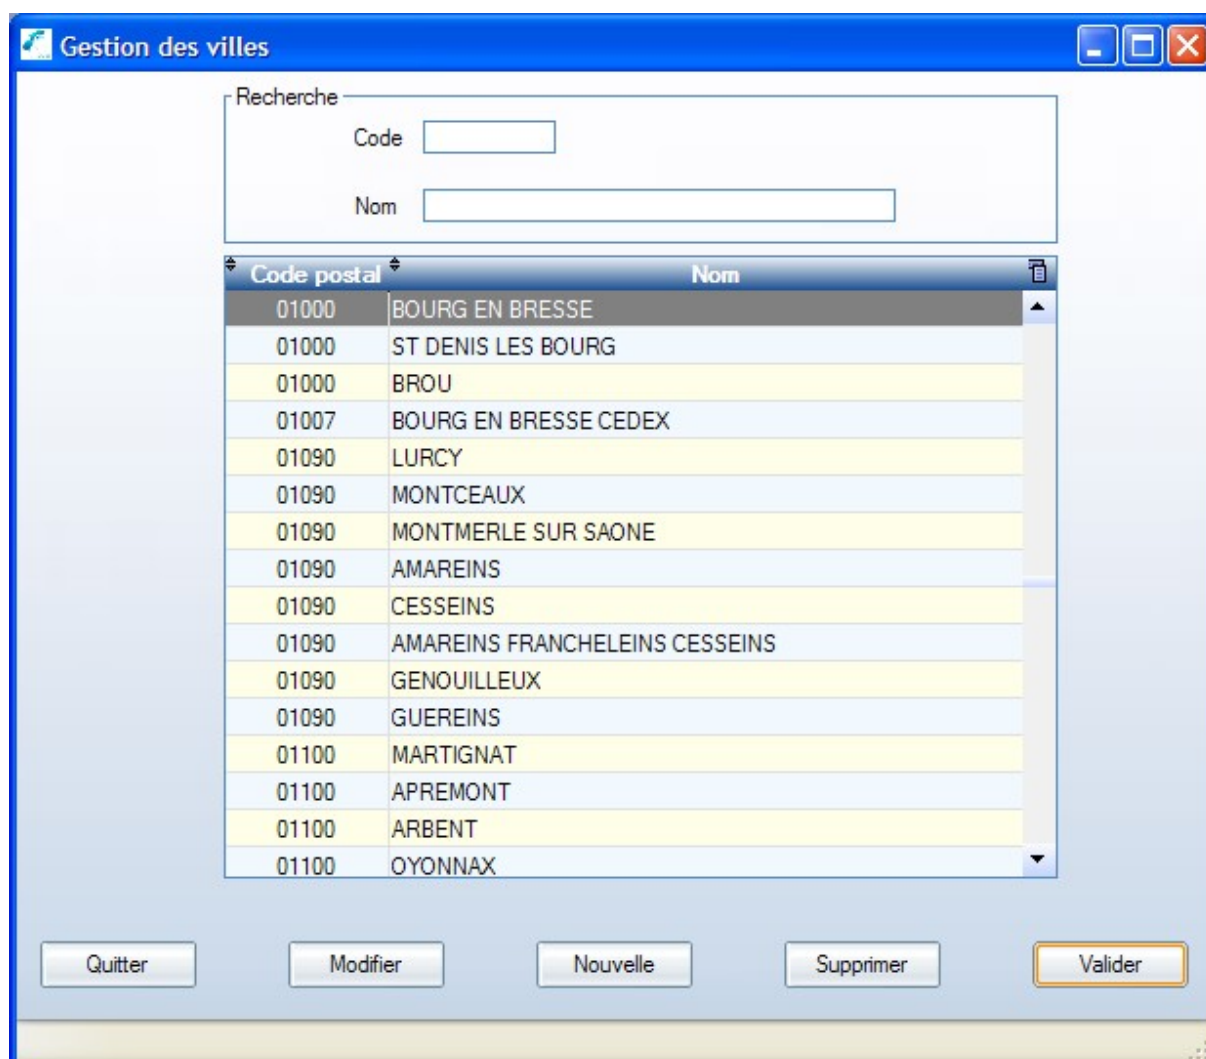 Gestion des villes
Recherche
Code
Nom
Code postal Nom
01000 BOURG EN BRESSE
01000 ST DENIS LES BOURG
01000 BROU
01007 BOURG EN BRESSE CEDEX
01090 LURCY
01090 MONTCEAUX
01090 MONTMERLE SUR SAONE
01090 AMAREINS
01090 CESSEINS
01090 AMAREINS FRANCHELEINS CESSEINS
01090 GENOUILLEUX
01090 GUEREINS
01100 MARTIGNAT
01100 APREMONT
01100 ARBENT
01100 OYONNAX
Quitter Modifier Nouvelle Supprimer Valider